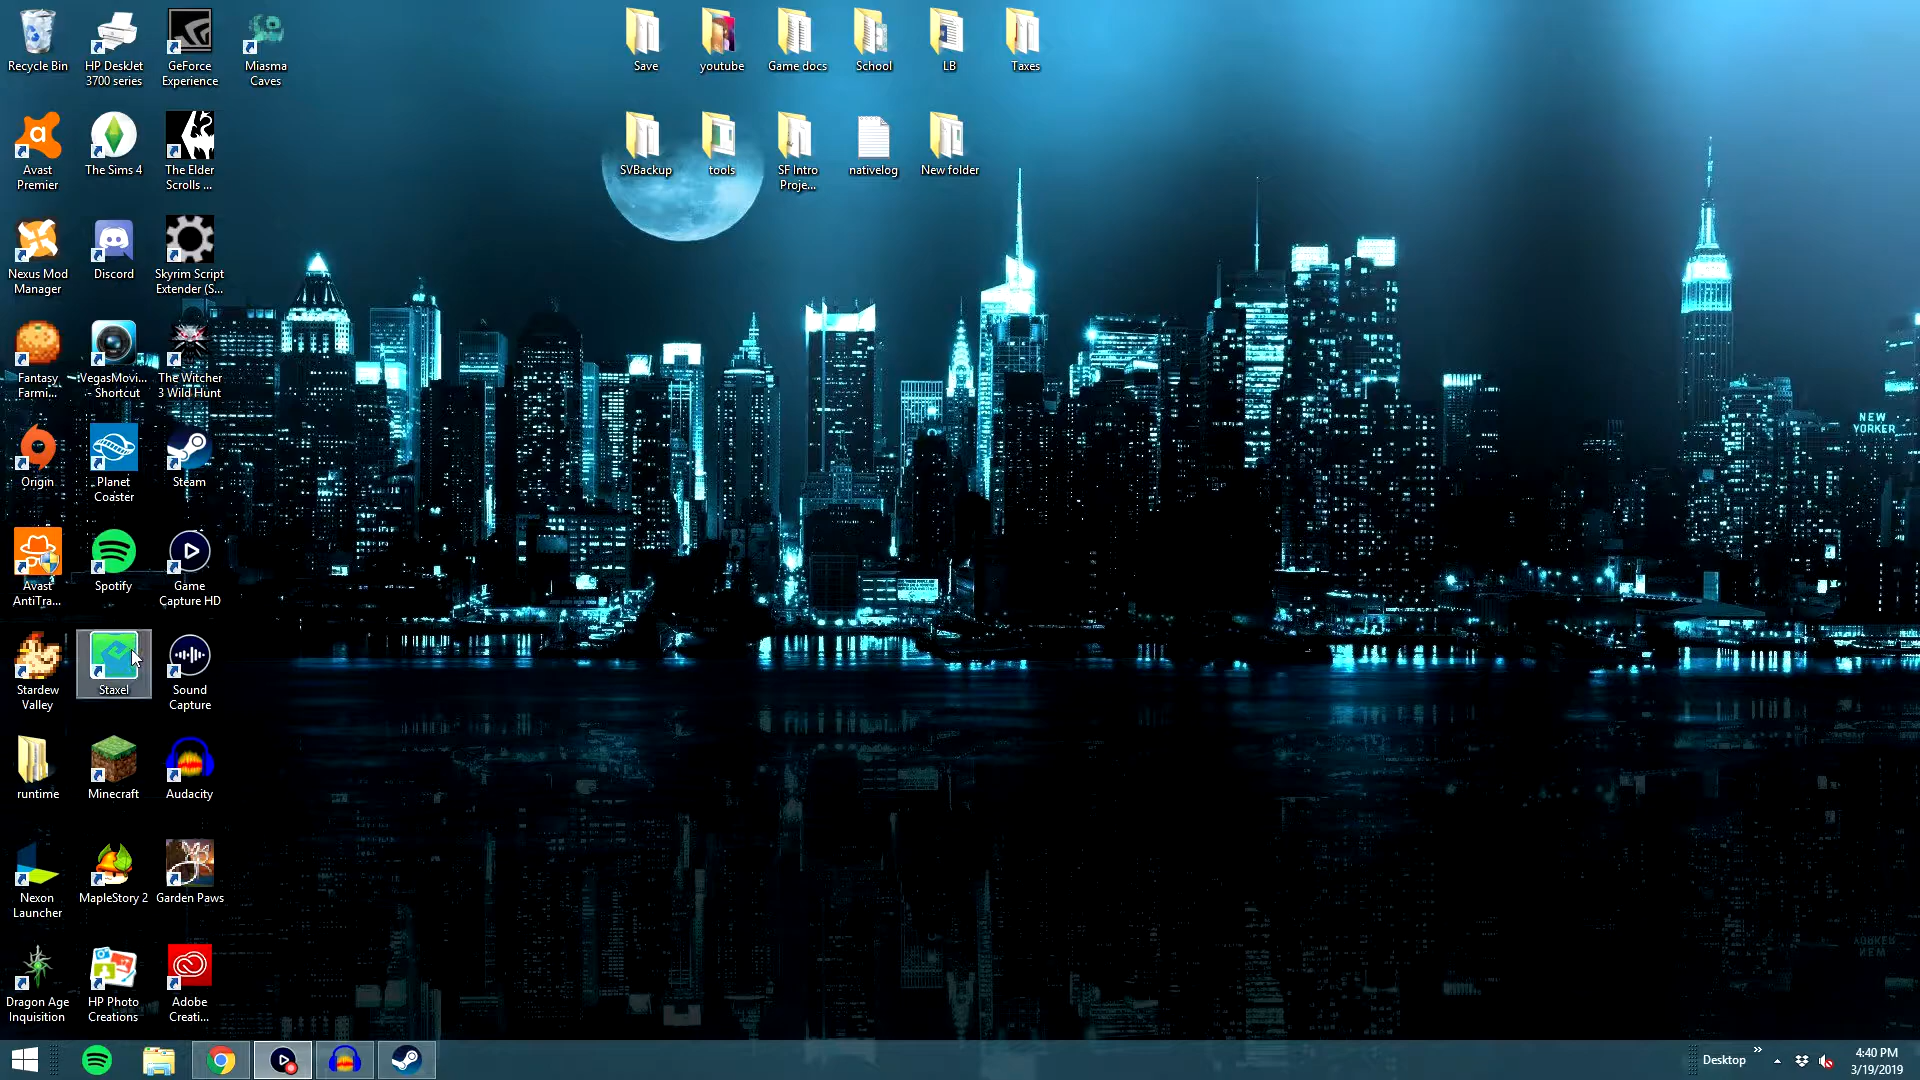 Recycle Bin
HP DeskJet
3700 series
GeForce
Experience
Miasma
Caves
Save
youtube
Game docs
School
LB
Taxes
Avast
Premier
The Sims 4
The Elder
Scrolls ...
SVBackup
tools
SF Intro
Proje...
nativelog
New folder
Nexus Mod
Manager
Discord
Skyrim Script
Extender (S...
Fantasy
Farmi...
VegasMovi...
- Shortcut
The Witcher
3 Wild Hunt
NEW
YORKER
Origin
Planet
Coaster
Steam
Avast
AntiTra...
Spotify
Game
Capture HD
Stardew
Valley
Staxel
Sound
Capture
runtime
Minecraft
Audacity
Nexon
Launcher
MapleStory 2
Garden Paws
Dragon Age
Inquisition
HP Photo
Creations
Adobe
Creati...
Desktop
4:40 PM
3/19/2019